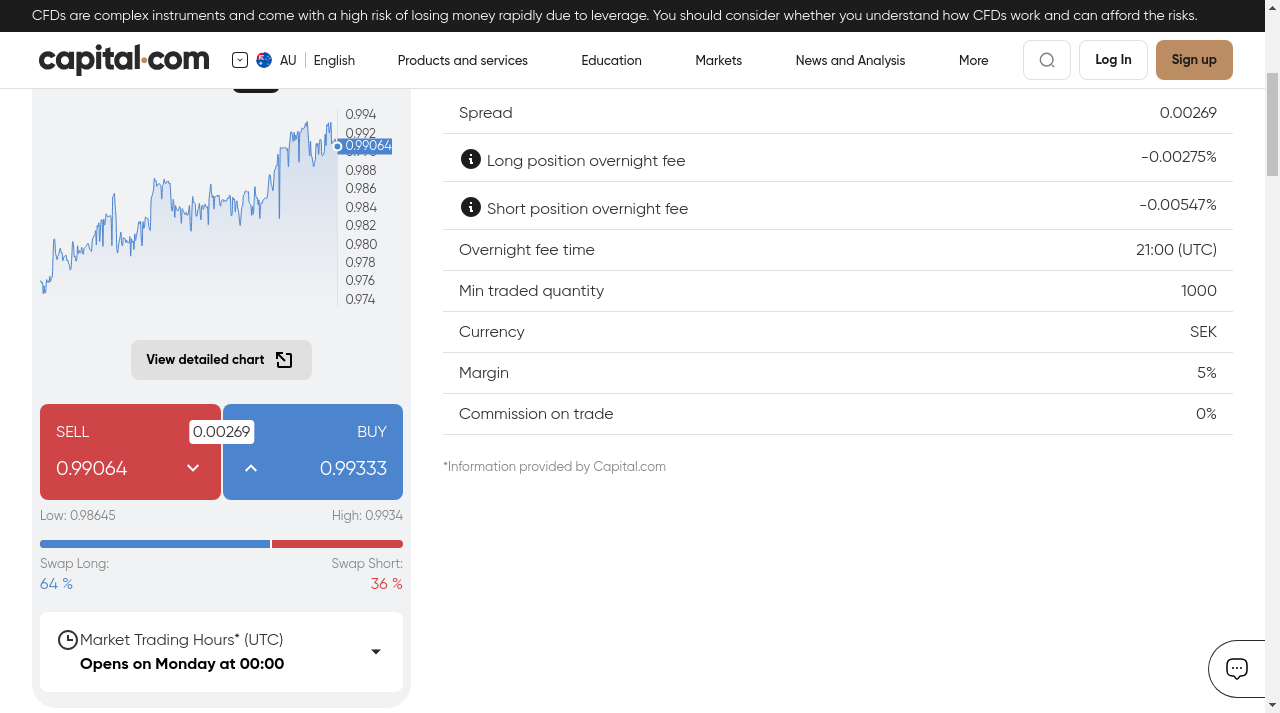 CFDs are complex instruments and come with a high risk of losing money rapidly due to leverage. You should consider whether you understand how CFDs work and can afford the risks.
capital.com
AU
English
Products and services
Education
Markets
News and Analysis
More
Log In
Sign up
0.994
0.992
0.99064
0.988
0.986
0.984
0.982
0.980
0.978
0.976
0.974
View detailed chart
SELL
0.00269
BUY
0.99064
0.99333
Low: 0.98645
High: 0.9934
Swap Long:
Swap Short:
64 %
36 %
Market Trading Hours* (UTC)
Opens on Monday at 00:00
Spread 0.00269
Long position overnight fee -0.00275%
Short position overnight fee -0.00547%
Overnight fee time 21:00 (UTC)
Min traded quantity 1000
Currency SEK
Margin 5%
Commission on trade 0%
*Information provided by Capital.com